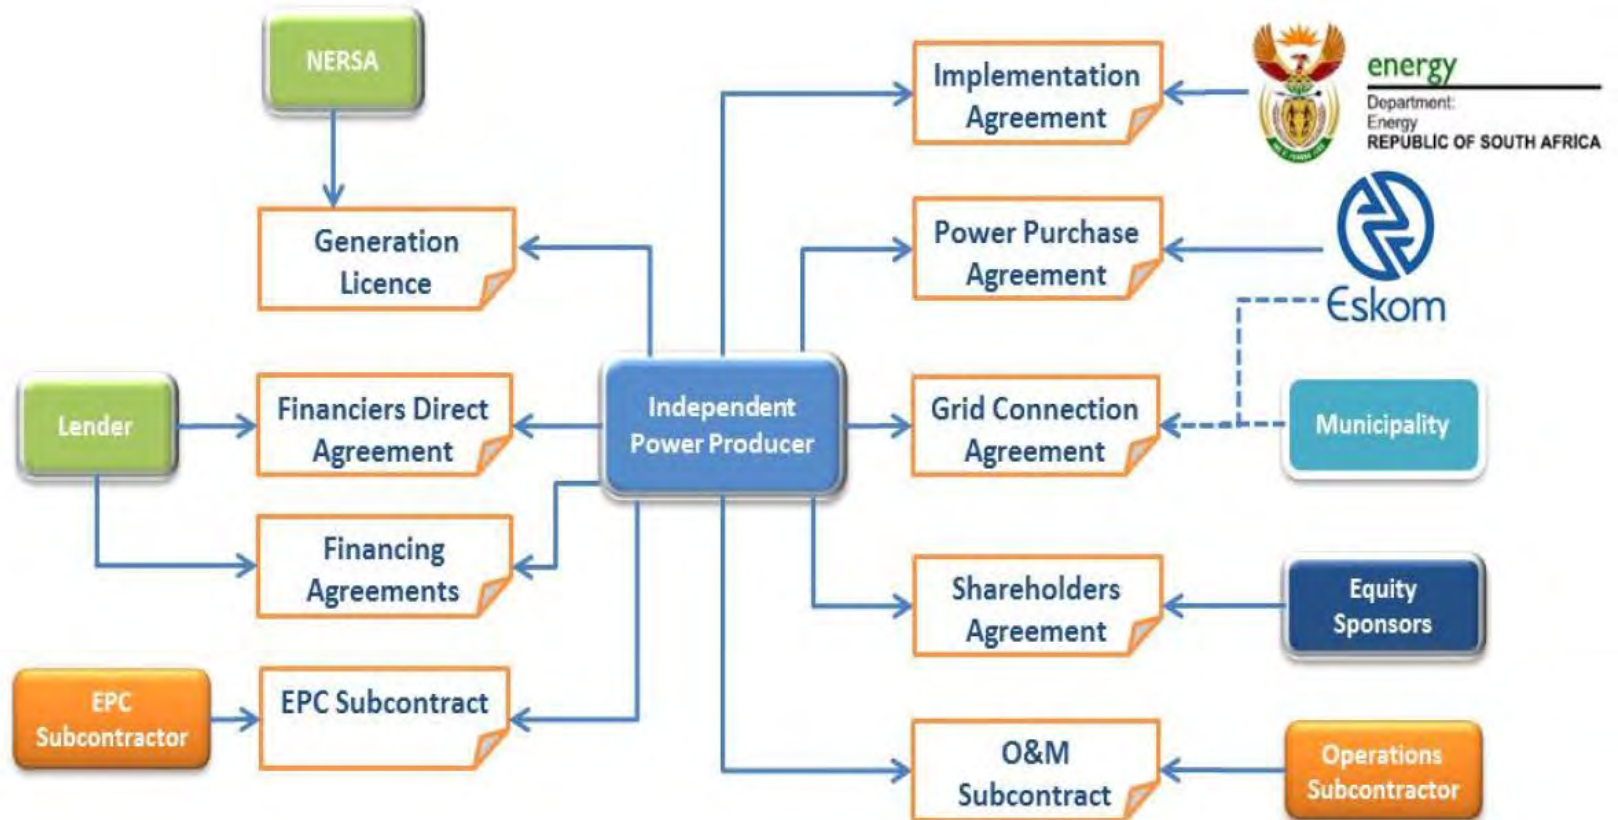 NERSA
Implementation
Agreement
energy
Department:
Energy
REPUBLIC OF SOUTH AFRICA
Generation
Licence
Power Purchase
Agreement
Eskom
Lender
Financiers Direct
Agreement
Independent
Power Producer
Grid Connection
Agreement
Municipality
Financing
Agreements
Shareholders
Agreement
Equity
Sponsors
EPC
Subcontractor
EPC Subcontract
O&M
Subcontract
Operations
Subcontractor